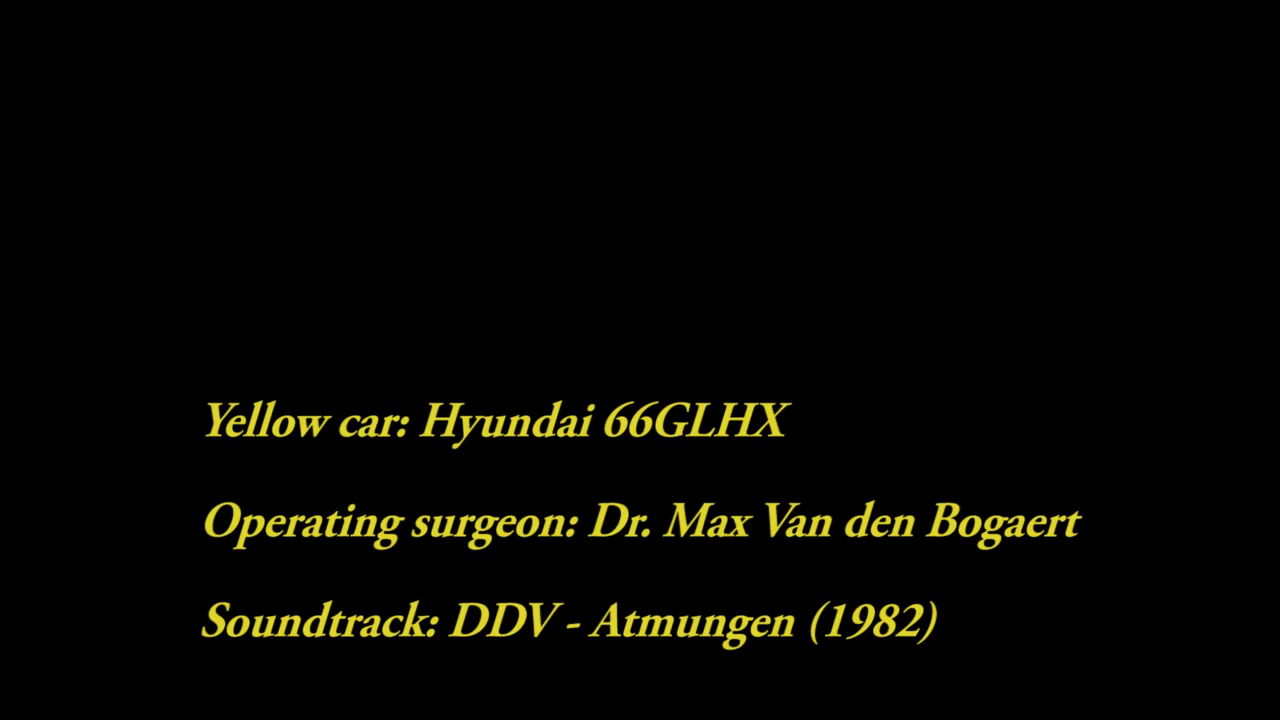 Yellow car: Hyundai 66GLHX
Operating surgeon: Dr. Max Van den Bogaert
Soundtrack: DDV - Atmungen (1982)